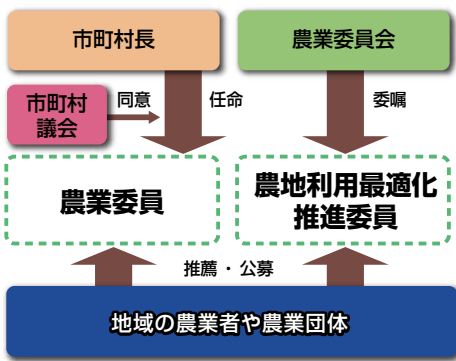 市町村長
農業委員会
市町村
議会
同意
任命
委嘱
農業委員
農地利用最適化
推進委員
推薦・公募
地域の農業者や農業団体